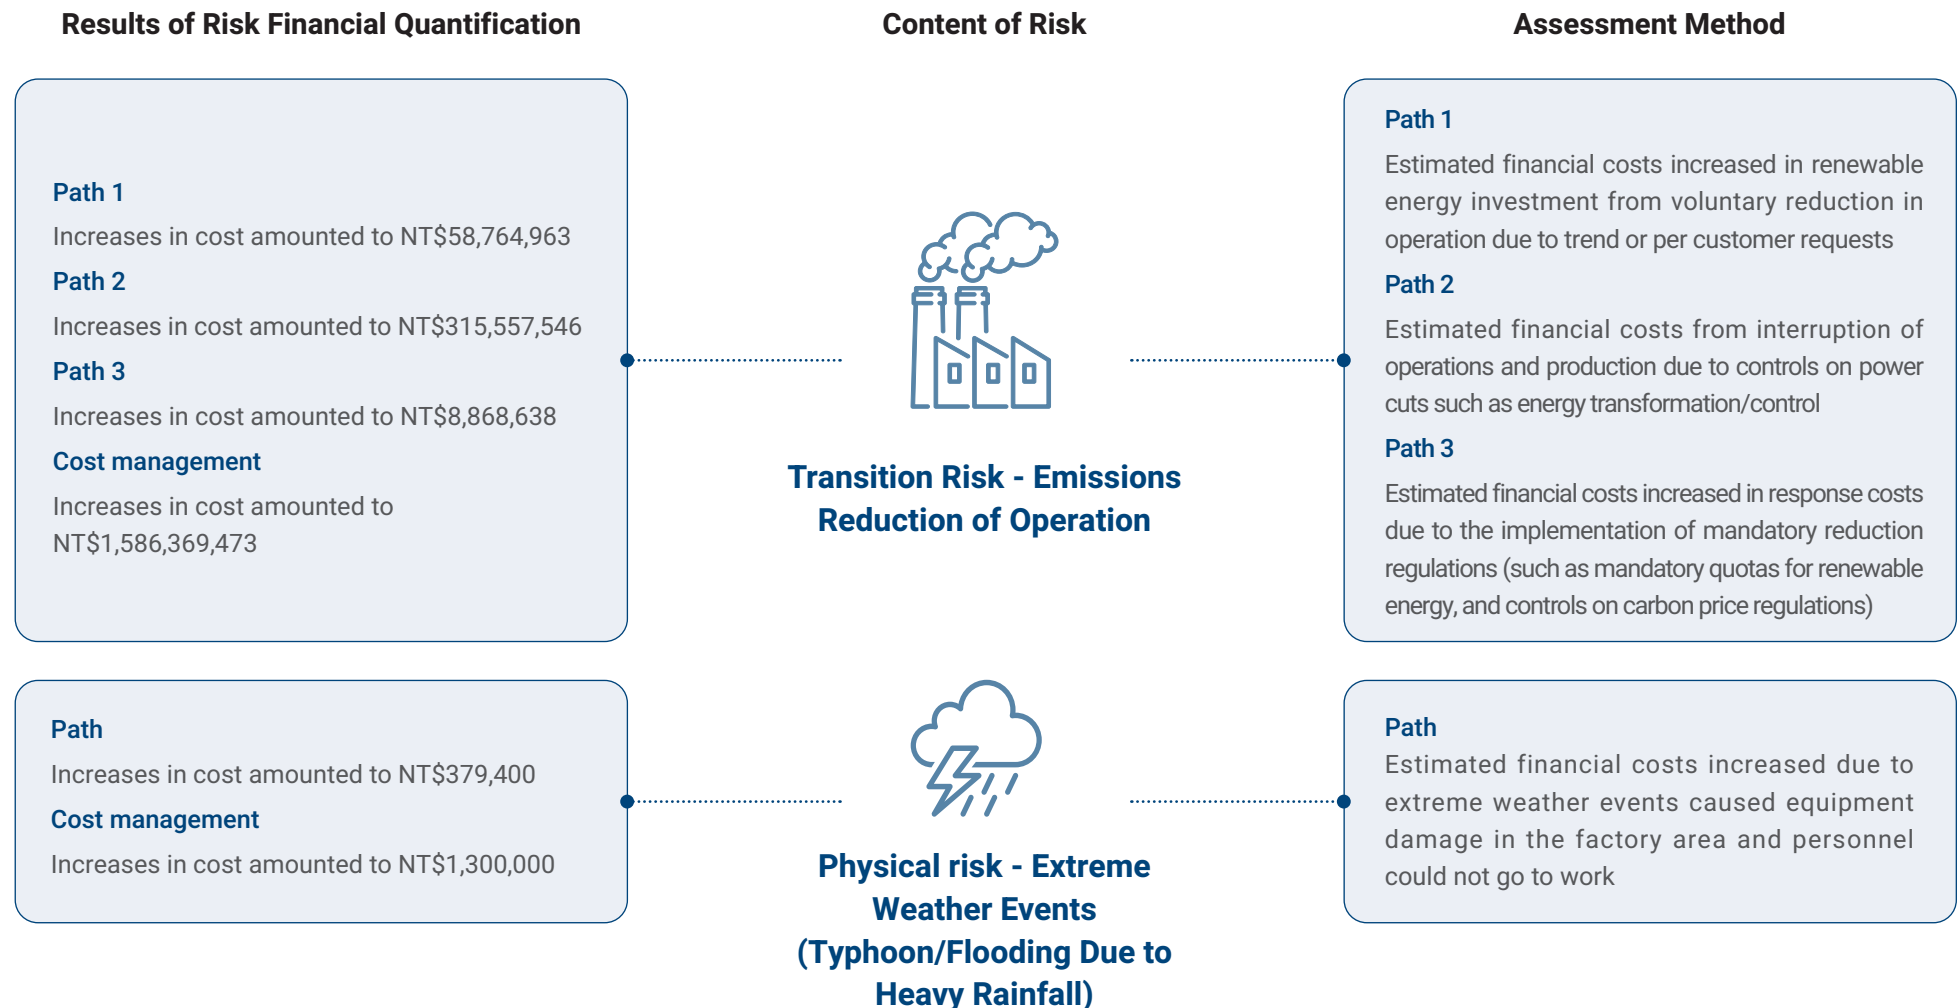 Results of Risk Financial Quantification
Content of Risk
Assessment Method
Path 1
Increases in cost amounted to NT$58,764,963
Path 2
Increases in cost amounted to NT$315,557,546
Path 3
Increases in cost amounted to NT$8,868,638
Cost management
Increases in cost amounted to
NT$1,586,369,473
Transition Risk - Emissions
Reduction of Operation
Path 1
Estimated financial costs increased in renewable
energy investment from voluntary reduction in
operation due to trend or per customer requests
Path 2
Estimated financial costs from interruption of
operations and production due to controls on power
cuts such as energy transformation/control
Path 3
Estimated financial costs increased in response costs
due to the implementation of mandatory reduction
regulations (such as mandatory quotas for renewable
energy, and controls on carbon price regulations)
Path
Increases in cost amounted to NT$379,400
Cost management
Increases in cost amounted to NT$1,300,000
Physical risk - Extreme
Weather Events
(Typhoon/Flooding Due to
Heavy Rainfall)
Path
Estimated financial costs increased due to
extreme weather events caused equipment
damage in the factory area and personnel
could not go to work